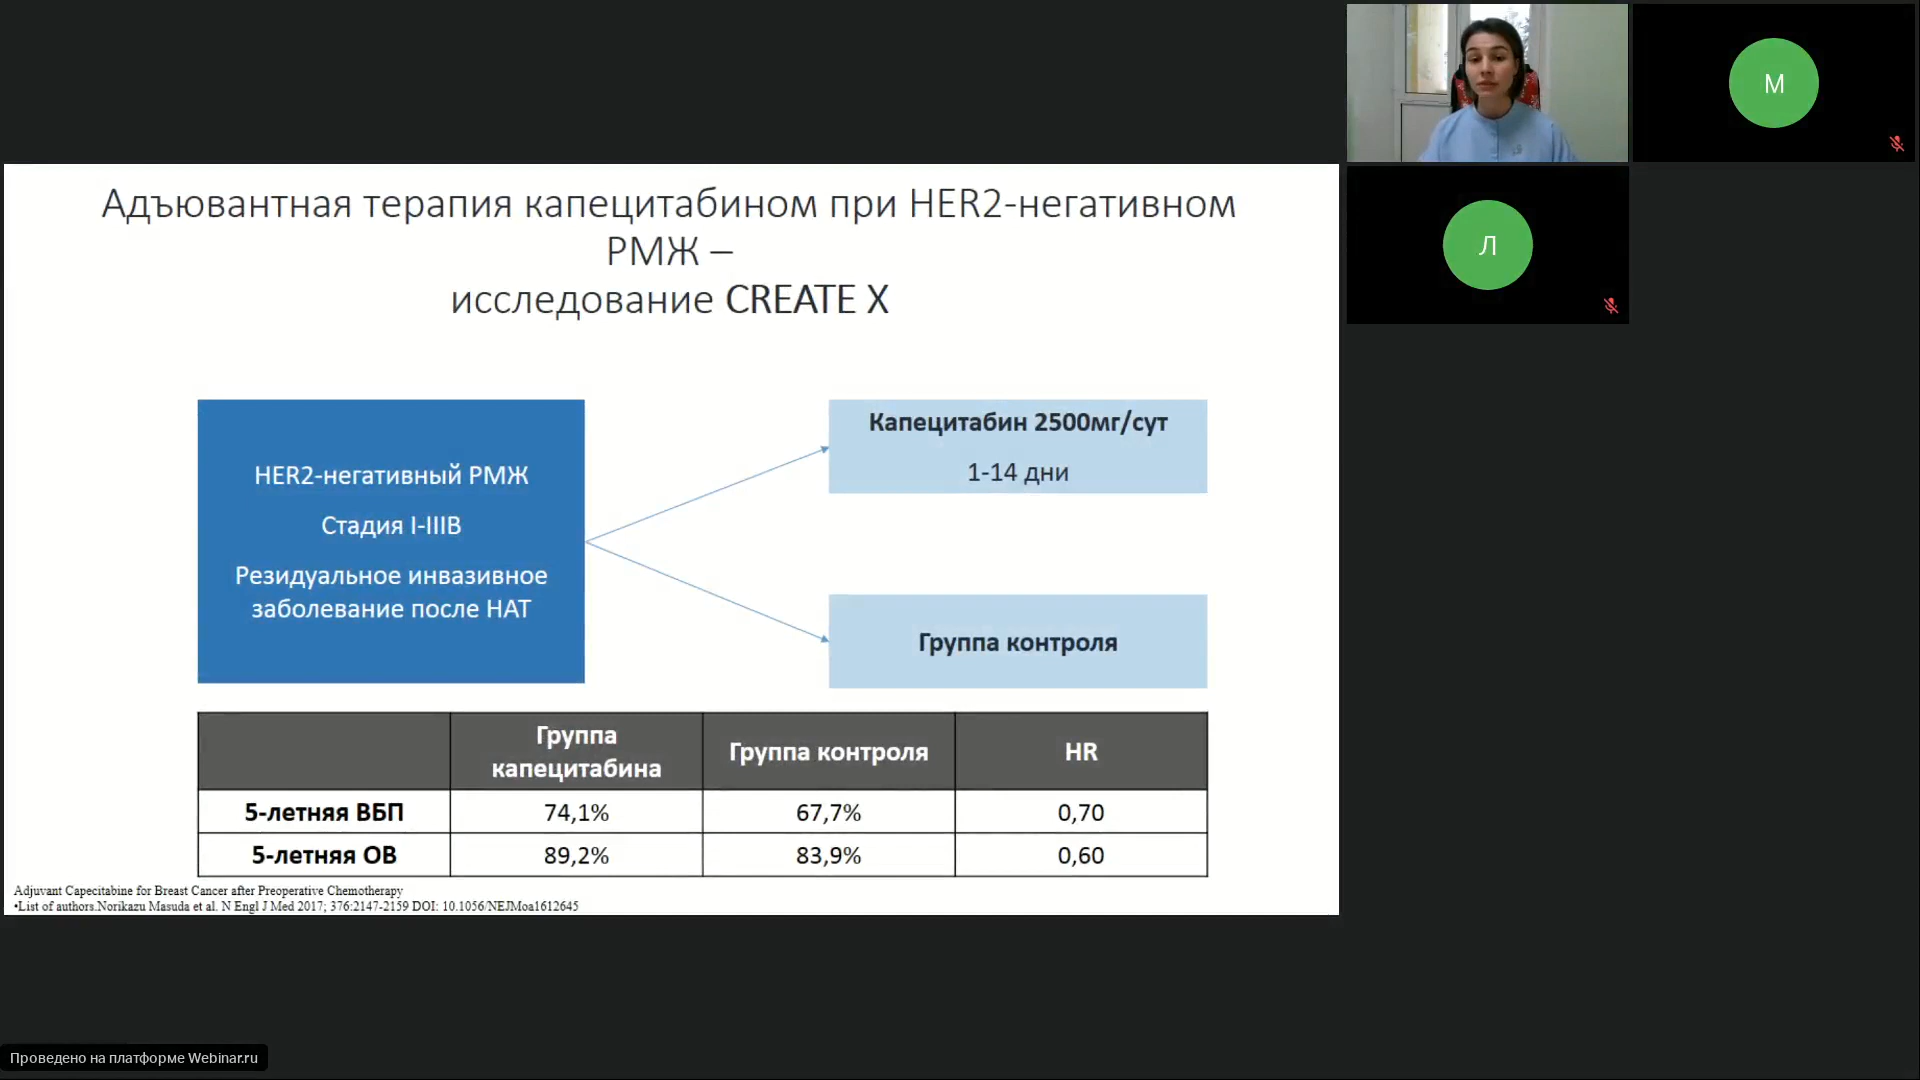 М
Л
Адъювантная терапия капецитабином при HER2-негативном
РМЖ –
исследование CREATE X
HER2-негативный РМЖ
Стадия I-IIIB
Резидуальное инвазивное
заболевание после НАТ
Капецитабин 2500мг/сут
1-14 дни
Группа контроля
Группа
капецитабина
Группа контроля
HR
5-летняя ВБП
74,1%
67,7%
0,70
5-летняя ОВ
89,2%
83,9%
0,60
Adjuvant Capecitabine for Breast Cancer after Preoperative Chemotherapy
•List of authors.Norikazu Masuda et al. N Engl J Med 2017; 376:2147-2159 DOI: 10.1056/NEJMoa1612645
Проведено на платформе Webinar.ru